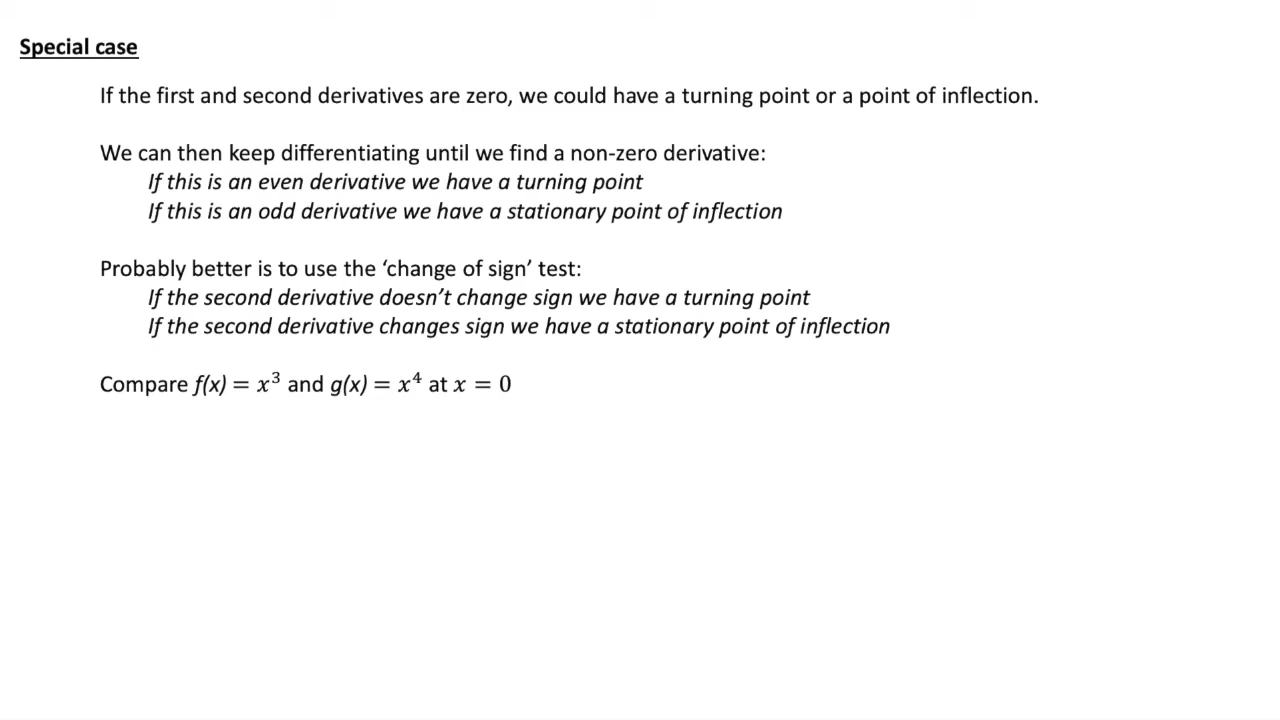 Special case
If the first and second derivatives are zero, we could have a turning point or a point of inflection.
We can then keep differentiating until we find a non-zero derivative:
If this is an even derivative we have a turning point
If this is an odd derivative we have a stationary point of inflection
Probably better is to use the ‘change of sign’ test:
If the second derivative doesn’t change sign we have a turning point
If the second derivative changes sign we have a stationary point of inflection
Compare f(x) = x³ and g(x) = x⁴ at x = 0